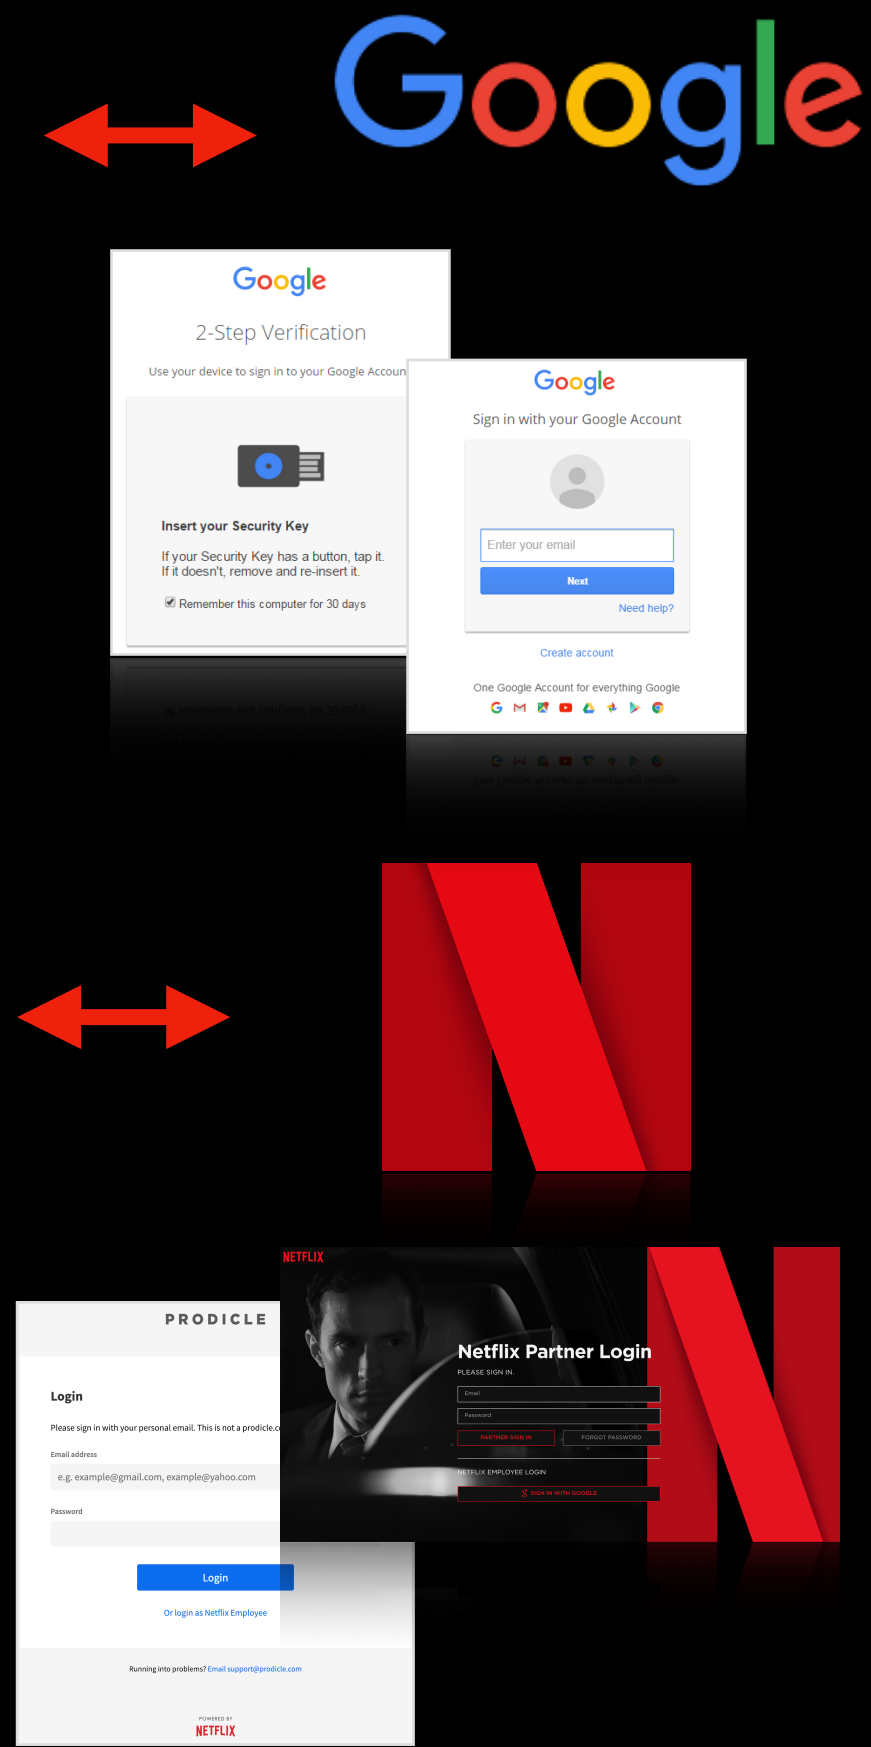 Google
Google
2-Step Verification
Use your device to sign in to your Google Accoun
Insert your Security Key
If your Security Key has a button, tap it.
If it doesn't, remove and re-insert it.
Remember this computer for 30 days
Google
Sign in with your Google Account
Enter your email
Next
Need help?
Create account
One Google Account for everything Google
NETFLIX
Netflix Partner Login
PLEASE SIGN IN.
Email
Password
PARTNER SIGN IN
FORGOT PASSWORD
NETFLIX EMPLOYEE LOGIN
SIGN IN WITH GOOGLE
PRODICLE
Login
Please sign in with your personal email. This is not a prodicle.c
Email address
e.g. example@gmail.com, example@yahoo.com
Password
Login
Or login as Netflix Employee
Running into problems? Email support@prodicle.com
POWERED BY
NETFLIX